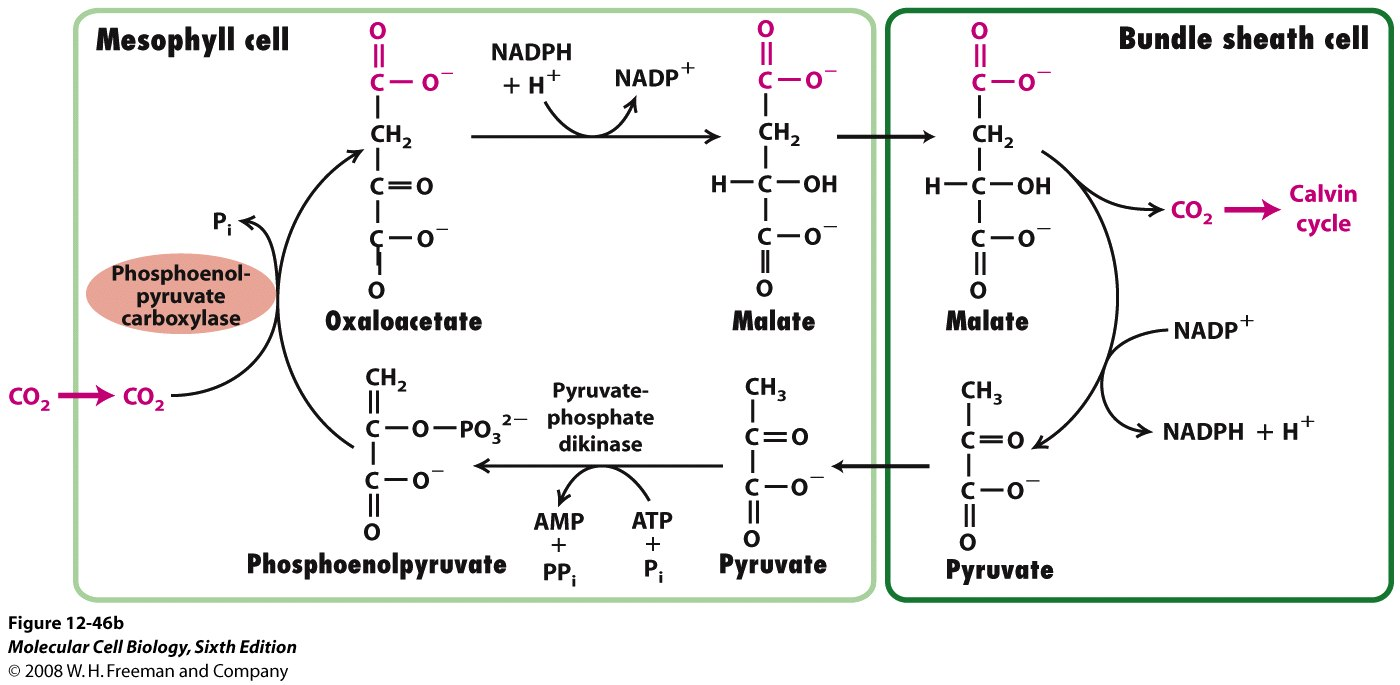 Mesophyll cell
Bundle sheath cell
O
C — O⁻
CH₂
C = O
C — O⁻
O
Oxaloacetate
NADPH
+ H⁺
NADP⁺
O
C — O⁻
CH₂
H — C — OH
C — O⁻
O
Malate
O
C — O⁻
CH₂
H — C — OH
C — O⁻
O
Malate
CO₂
Calvin
cycle
Pᵢ
Phosphoenol-
pyruvate
carboxylase
CO₂
CO₂
CH₂
C — O — PO₃²⁻
C — O⁻
O
Phosphoenolpyruvate
Pyruvate-
phosphate
dikinase
AMP
+
PPᵢ
ATP
+
Pᵢ
CH₃
C = O
C — O⁻
O
Pyruvate
NADP⁺
NADPH + H⁺
CH₃
C = O
C — O⁻
O
Pyruvate
Figure 12-46b
Molecular Cell Biology, Sixth Edition
© 2008 W. H. Freeman and Company